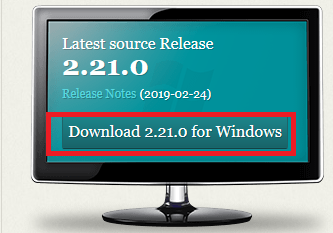 Latest source Release
2.21.0
Release Notes (2019-02-24)
Download 2.21.0 for Windows